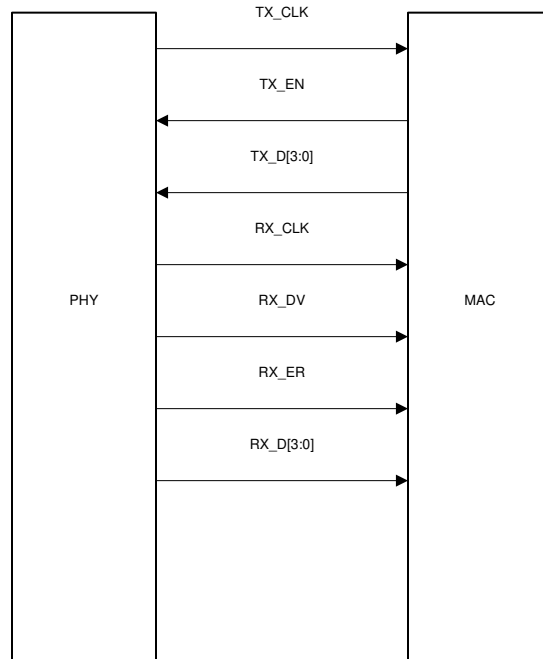 TX_CLK
TX_EN
TX_D[3:0]
RX_CLK
PHY
RX_DV
MAC
RX_ER
RX_D[3:0]